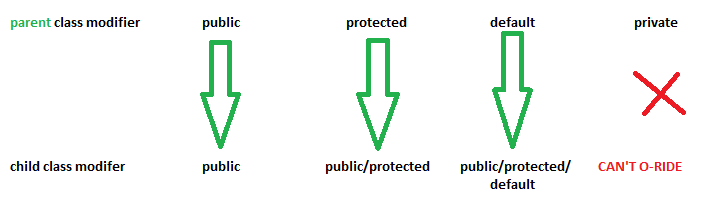 parent class modifier public protected default private
child class modifer public public/protected public/protected/ CAN'T O-RIDE
default